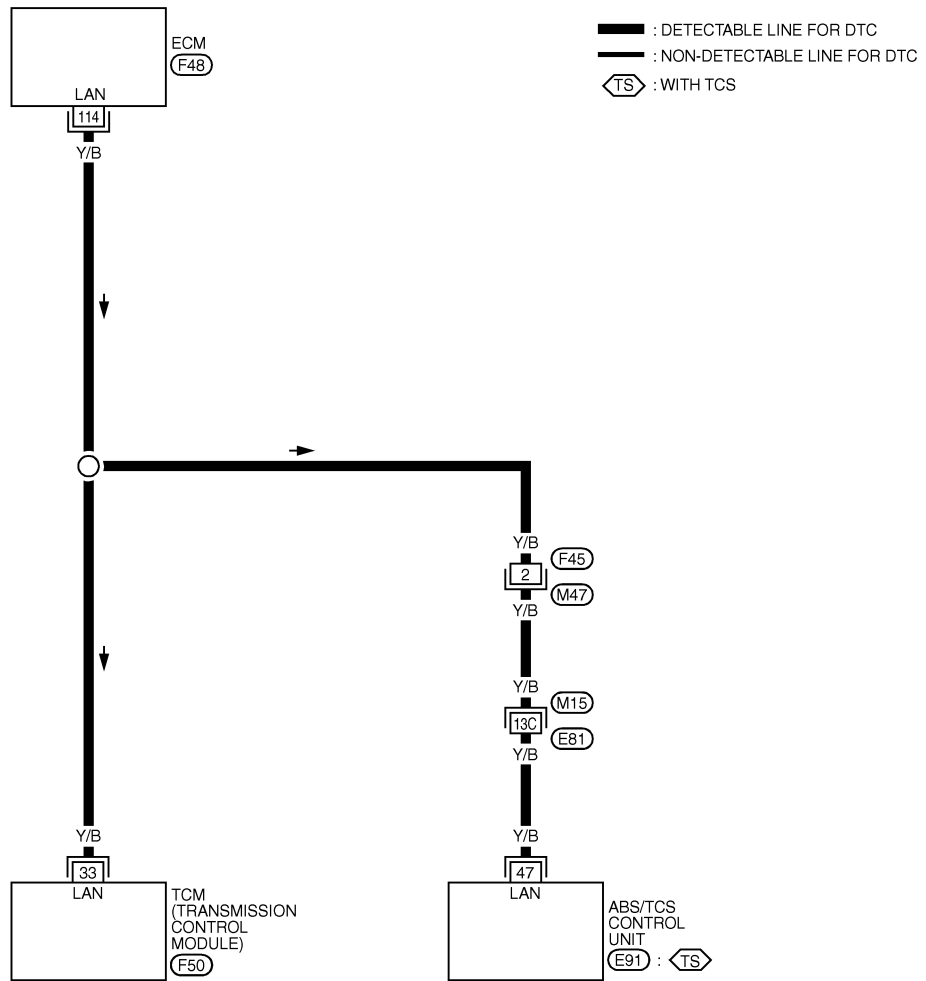 ECM
F48
LAN
114
Y/B
: DETECTABLE LINE FOR DTC
: NON-DETECTABLE LINE FOR DTC
TS : WITH TCS
Y/B
F45
2
M47
Y/B
Y/B
M15
13C
E81
Y/B
Y/B
33
LAN
TCM
(TRANSMISSION
CONTROL
MODULE)
F50
Y/B
47
LAN
ABS/TCS
CONTROL
UNIT
E91 : TS